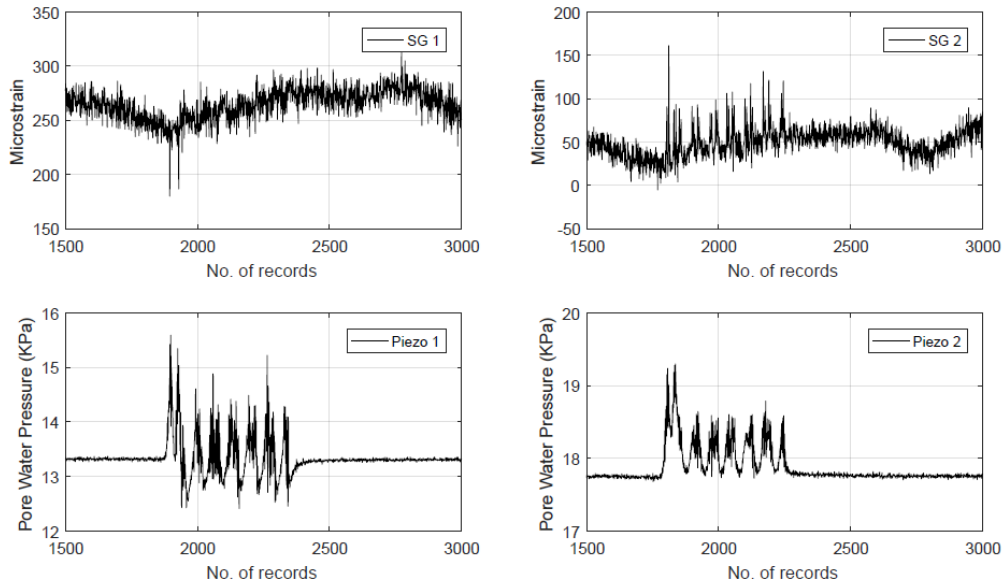 350
300
250
200
150
Microstrain
SG 1
1500 2000 2500 3000
No. of records
200
150
100
50
0
-50
Microstrain
SG 2
1500 2000 2500 3000
No. of records
16
15
14
13
12
Pore Water Pressure (KPa)
Piezo 1
1500 2000 2500 3000
No. of records
20
19
18
17
Pore Water Pressure (KPa)
Piezo 2
1500 2000 2500 3000
No. of records